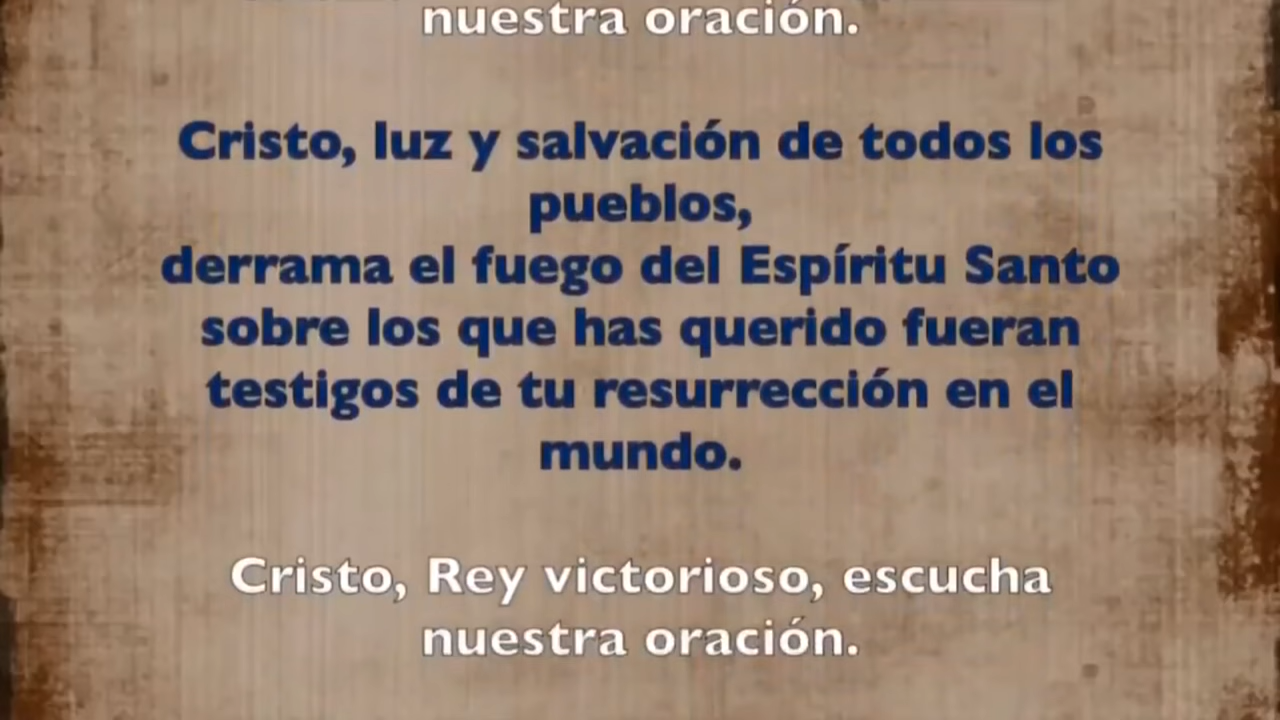 nuestra oración.
Cristo, luz y salvación de todos los
pueblos,
derrama el fuego del Espíritu Santo
sobre los que has querido fueran
testigos de tu resurrección en el
mundo.
Cristo, Rey victorioso, escucha
nuestra oración.